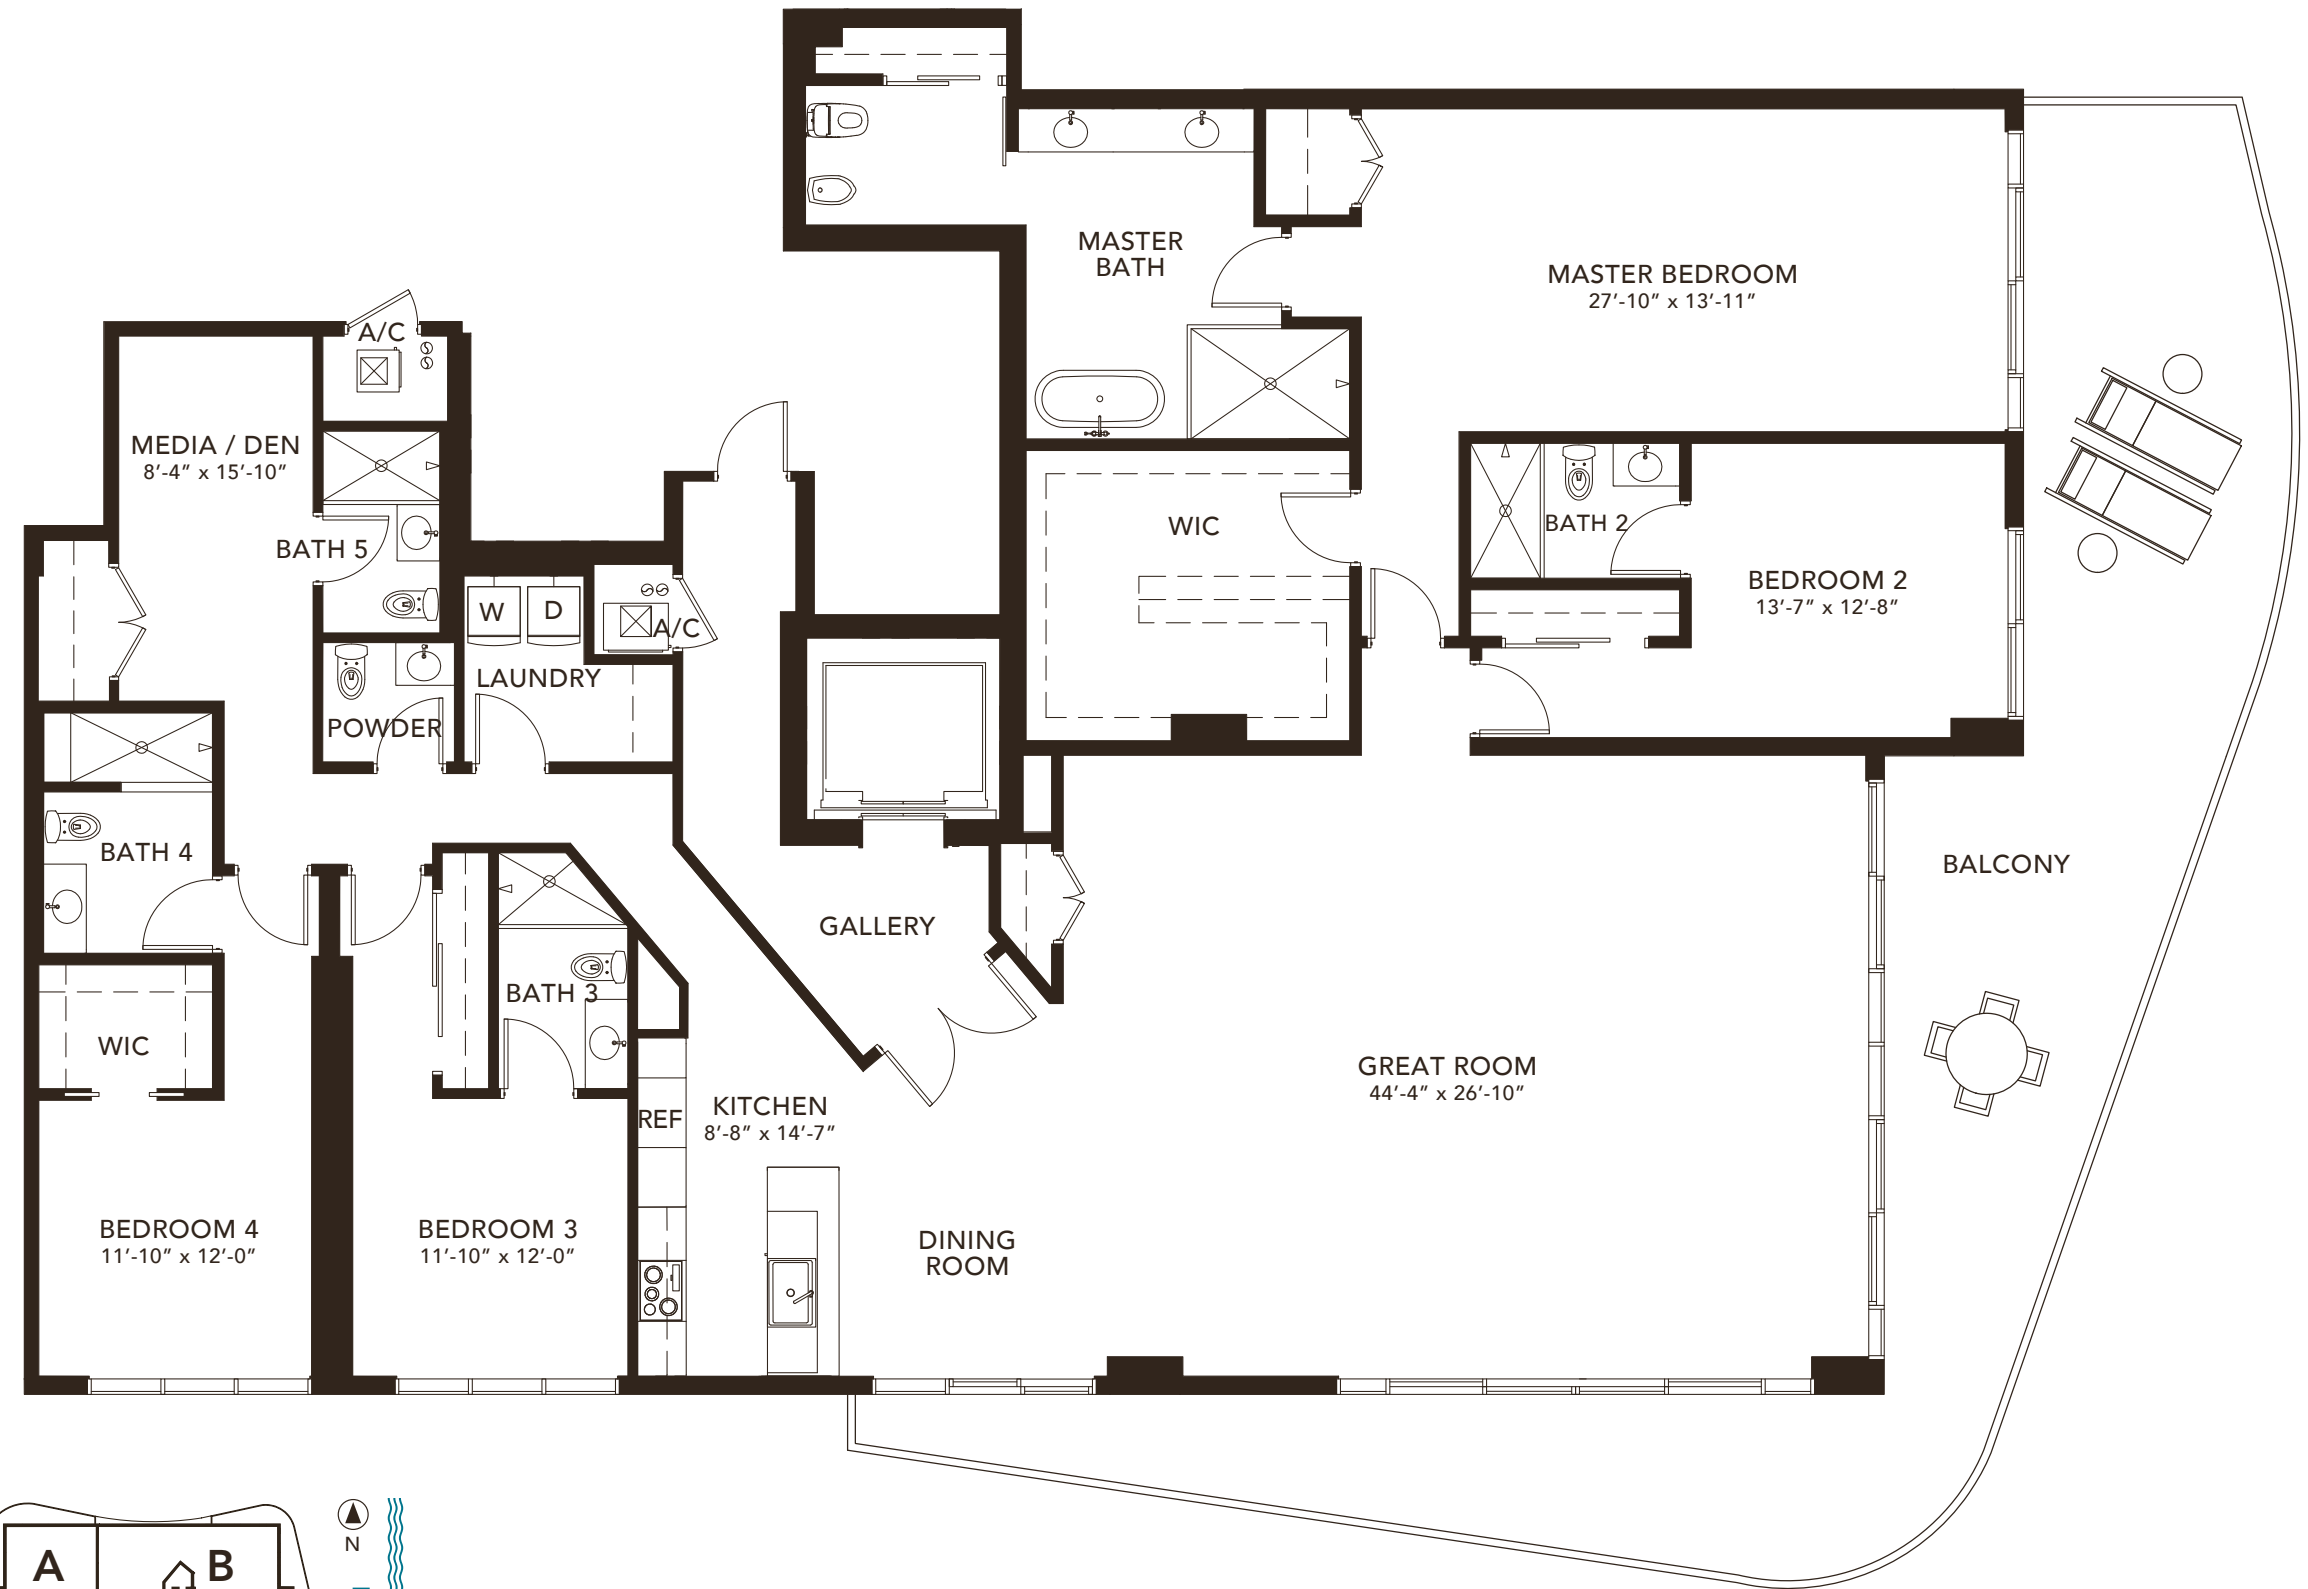 MASTER
BATH
MASTER BEDROOM
27'-10" x 13'-11"
A/C
MEDIA / DEN
8'-4" x 15'-10"
BATH 5
WIC
BATH 2
BEDROOM 2
13'-7" x 12'-8"
W
D
A/C
LAUNDRY
POWDER
BATH 4
BALCONY
GALLERY
BATH 3
WIC
GREAT ROOM
44'-4" x 26'-10"
REF
KITCHEN
8'-8" x 14'-7"
BEDROOM 4
11'-10" x 12'-0"
BEDROOM 3
11'-10" x 12'-0"
DINING
ROOM
N
A
B